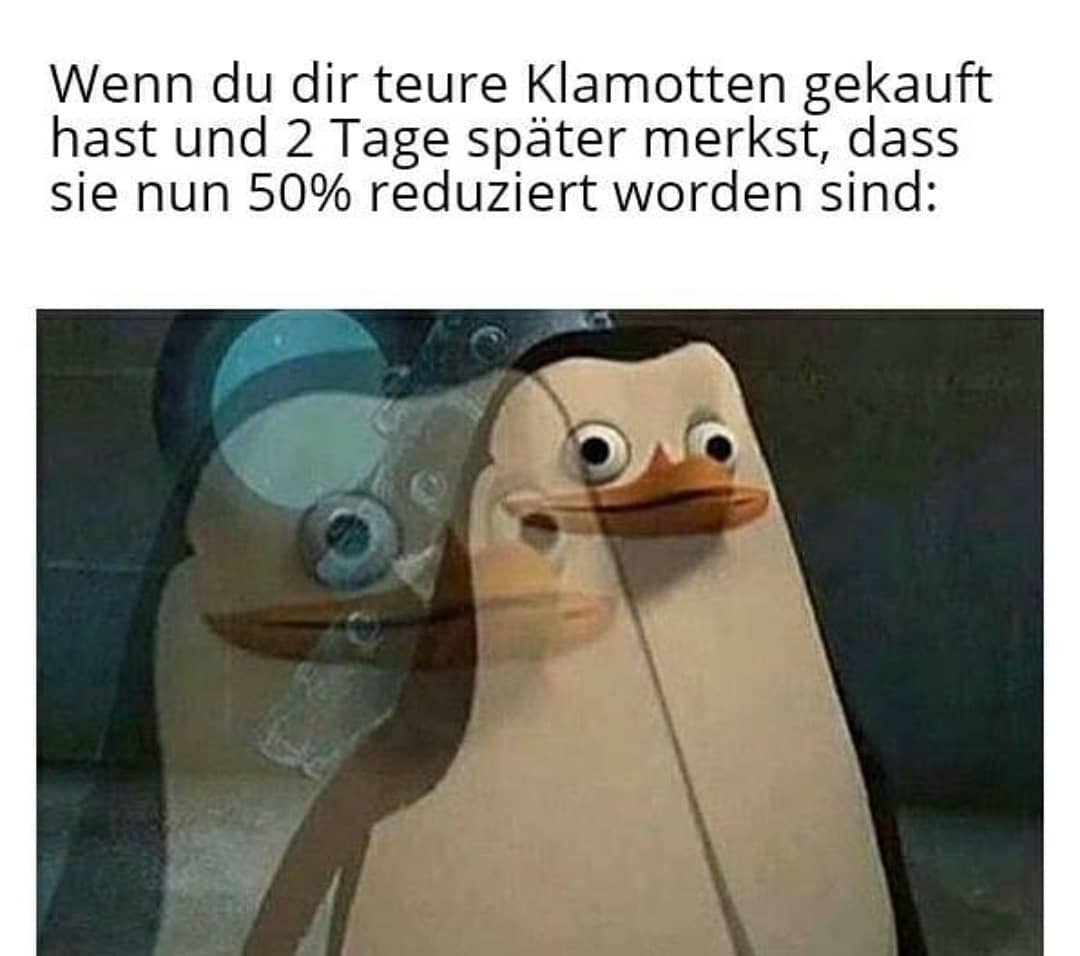 Wenn du dir teure Klamotten gekauft
hast und 2 Tage später merkst, dass
sie nun 50% reduziert worden sind: